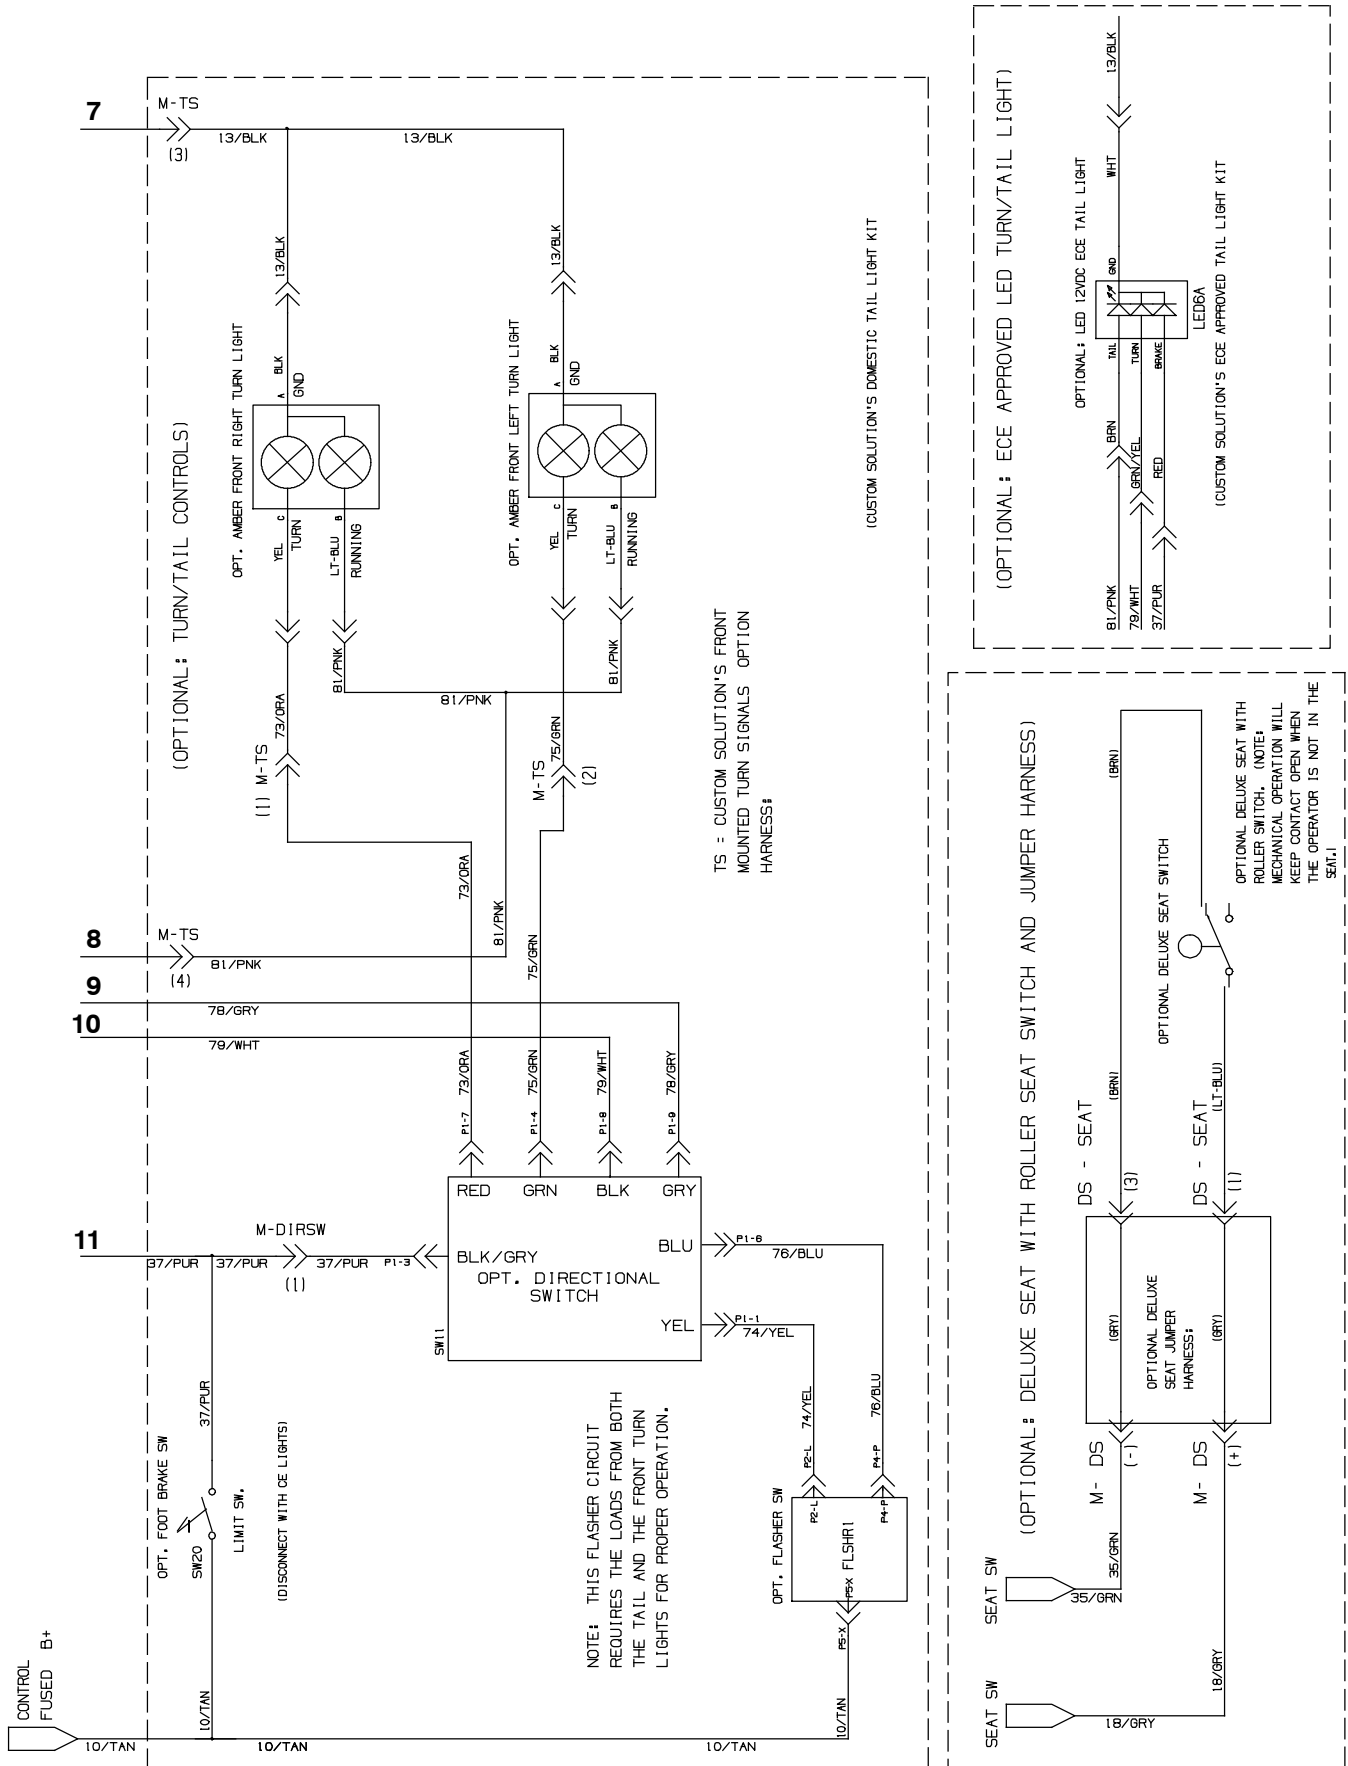 7
M-TS
(3)
13/BLK
13/BLK
13/BLK
13/BLK
(OPTIONAL: TURN/TAIL CONTROLS)
OPT. AMBER FRONT RIGHT TURN LIGHT
A
BLK
GND
YEL
C
TURN
LT-BLU
B
RUNNING
OPT. AMBER FRONT LEFT TURN LIGHT
A
BLK
GND
YEL
C
TURN
LT-BLU
B
RUNNING
(CUSTOM SOLUTION'S DOMESTIC TAIL LIGHT KIT
73/ORA
81/PNK
81/PNK
81/PNK
75/GRN
(1) M-TS
M-TS
(2)
TS = CUSTOM SOLUTION'S FRONT
MOUNTED TURN SIGNALS OPTION
HARNESS:
73/ORA
81/PNK
75/GRN
8
M-TS
(4)
81/PNK
9
78/GRY
10
79/WHT
P1-7
73/ORA
P1-4
75/GRN
P1-8
79/WHT
P1-9
78/GRY
RED
GRN
BLK
GRY
11
37/PUR
37/PUR
M-DIRSW
(1)
37/PUR
P1-3
BLK/GRY
OPT. DIRECTIONAL
SWITCH
SW11
BLU
P1-6
76/BLU
YEL
P1-1
74/YEL
37/PUR
OPT. FOOT BRAKE SW
SW20
LIMIT SW.
(DISCONNECT WITH CE LIGHTS)
NOTE: THIS FLASHER CIRCUIT
REQUIRES THE LOADS FROM BOTH
THE TAIL AND THE FRONT TURN
LIGHTS FOR PROPER OPERATION.
74/YEL
P2-L
76/BLU
P4-P
OPT. FLASHER SW
P2-L
P4-P
P5-X
FLSHR1
P5-X
CONTROL
FUSED B+
10/TAN
10/TAN
10/TAN
10/TAN
10/TAN
(OPTIONAL: ECE APPROVED LED TURN/TAIL LIGHT)
13/BLK
WHT
OPTIONAL: LED 12VDC ECE TAIL LIGHT
GND
LED6A
TAIL
TURN
BRAKE
BRN
GRN/YEL
RED
81/PNK
79/WHT
37/PUR
(CUSTOM SOLUTION'S ECE APPROVED TAIL LIGHT KIT
(OPTIONAL: DELUXE SEAT WITH ROLLER SEAT SWITCH AND JUMPER HARNESS)
(BRN)
OPTIONAL DELUXE SEAT SWITCH
OPTIONAL DELUXE SEAT WITH
ROLLER SWITCH. (NOTE:
MECHANICAL OPERATION WILL
KEEP CONTACT OPEN WHEN
THE OPERATOR IS NOT IN THE
SEAT.)
(BRN)
(LT-BLU)
DS - SEAT
(3)
DS - SEAT
(1)
(GRY)
(GRY)
OPTIONAL DELUXE
SEAT JUMPER
HARNESS:
M- DS
(-)
M- DS
(+)
SEAT SW
35/GRN
35/GRN
SEAT SW
18/GRY
18/GRY